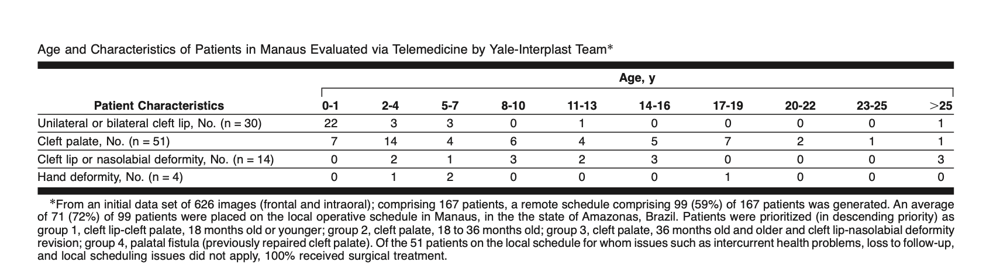 Age and Characteristics of Patients in Manaus Evaluated via Telemedicine by Yale-Interplast Team*
Age, y
Patient Characteristics 0-1 2-4 5-7 8-10 11-13 14-16 17-19 20-22 23-25 >25
Unilateral or bilateral cleft lip, No. (n = 30) 22 3 3 0 1 0 0 0 0 1
Cleft palate, No. (n = 51) 7 14 4 6 4 5 7 2 1 1
Cleft lip or nasolabial deformity, No. (n = 14) 0 2 1 3 2 3 0 0 0 3
Hand deformity, No. (n = 4) 0 1 2 0 0 0 1 0 0 0
*From an initial data set of 626 images (frontal and intraoral); comprising 167 patients, a remote schedule comprising 99 (59%) of 167 patients was generated. An average
of 71 (72%) of 99 patients were placed on the local operative schedule in Manaus, in the the state of Amazonas, Brazil. Patients were prioritized (in descending priority) as
group 1, cleft lip-cleft palate, 18 months old or younger; group 2, cleft palate, 18 to 36 months old; group 3, cleft palate, 36 months old and older and cleft lip-nasolabial deformity
revision; group 4, palatal fistula (previously repaired cleft palate). Of the 51 patients on the local schedule for whom issues such as intercurrent health problems, loss to follow-up,
and local scheduling issues did not apply, 100% received surgical treatment.